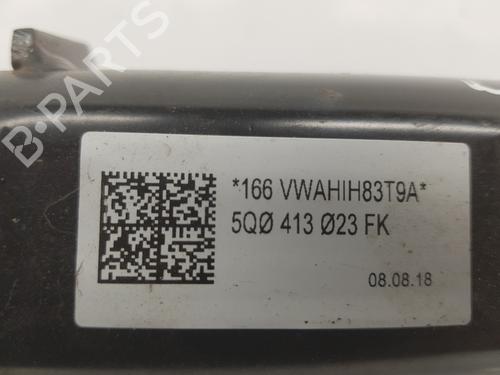 B-PARTS
*166 VWAHIH83T9A*
5QØ 413 Ø23 FK
08.08.18